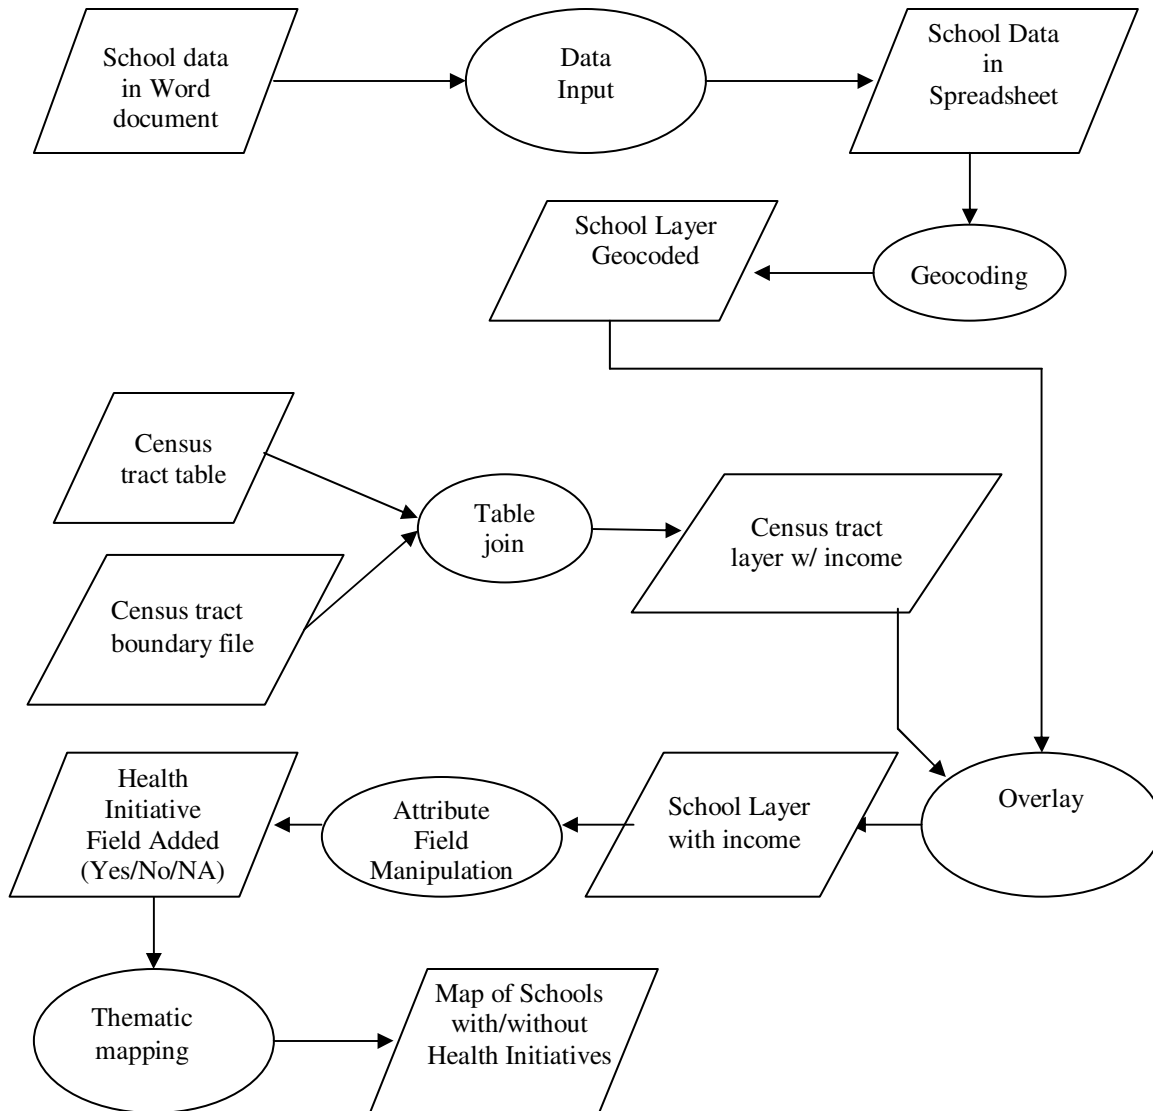 School data
in Word
document
Data
Input
School Data
in
Spreadsheet
School Layer
Geocoded
Geocoding
Census
tract table
Table
join
Census tract
layer w/ income
Census tract
boundary file
Health
Initiative
Field Added
(Yes/No/NA)
Attribute
Field
Manipulation
School Layer
with income
Overlay
Thematic
mapping
Map of Schools
with/without
Health Initiatives